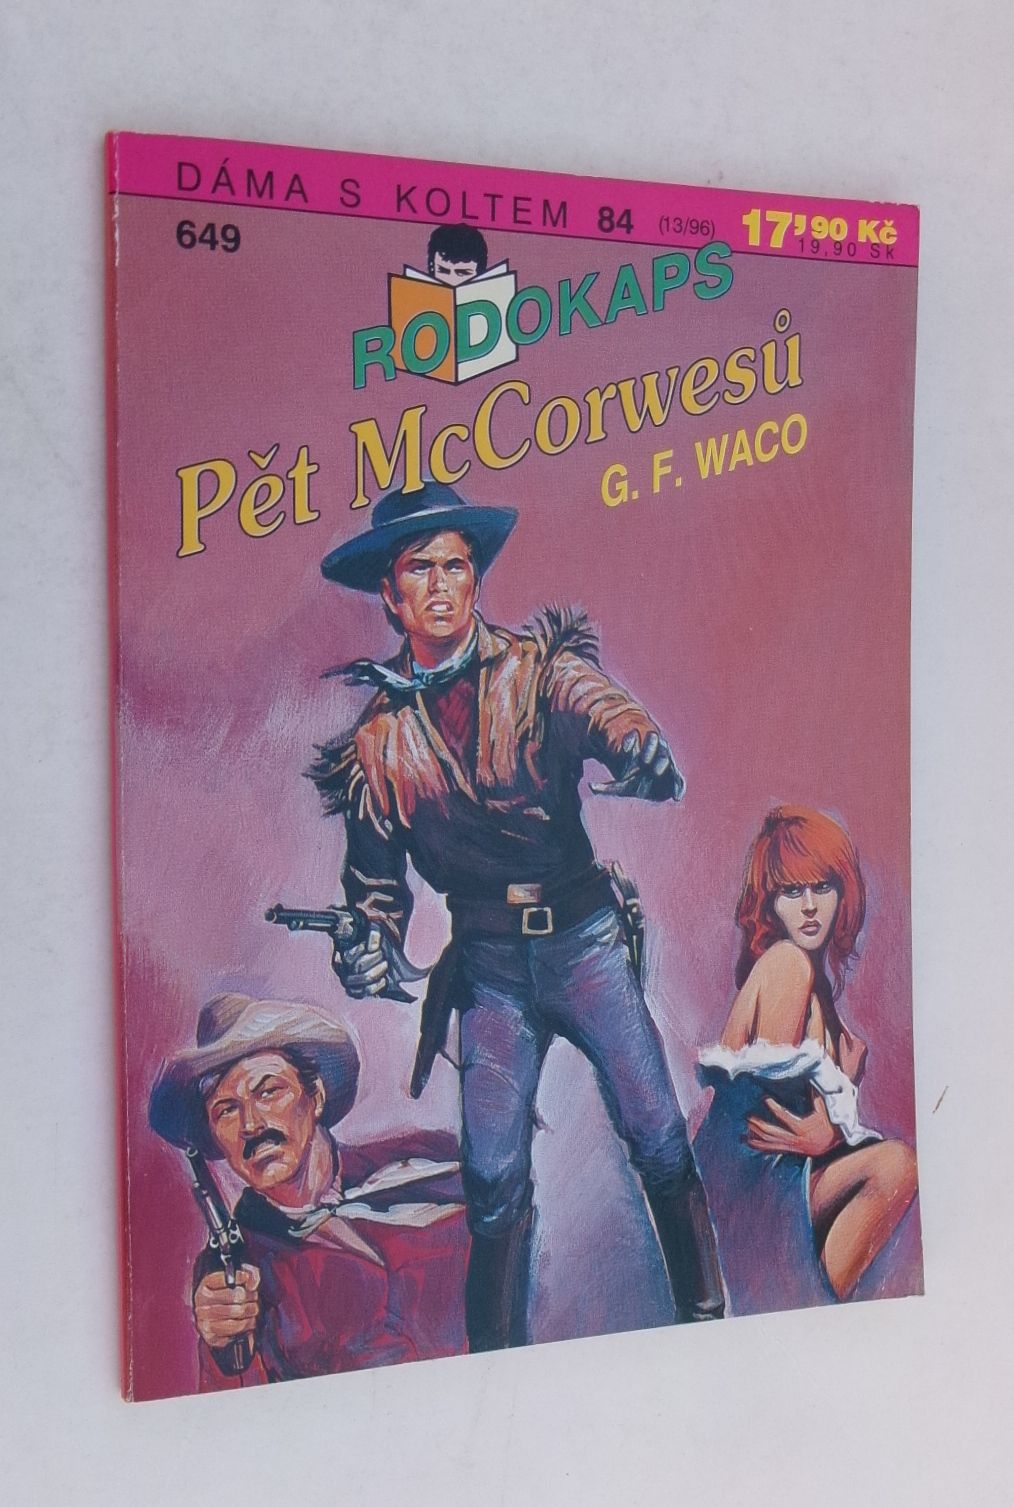 DÁMA S KOLTEM 84 (13/96) 17,90 Kč
19,90 Sk
649
RODOKAPS
Pět McCorwesů
G. F. WACO